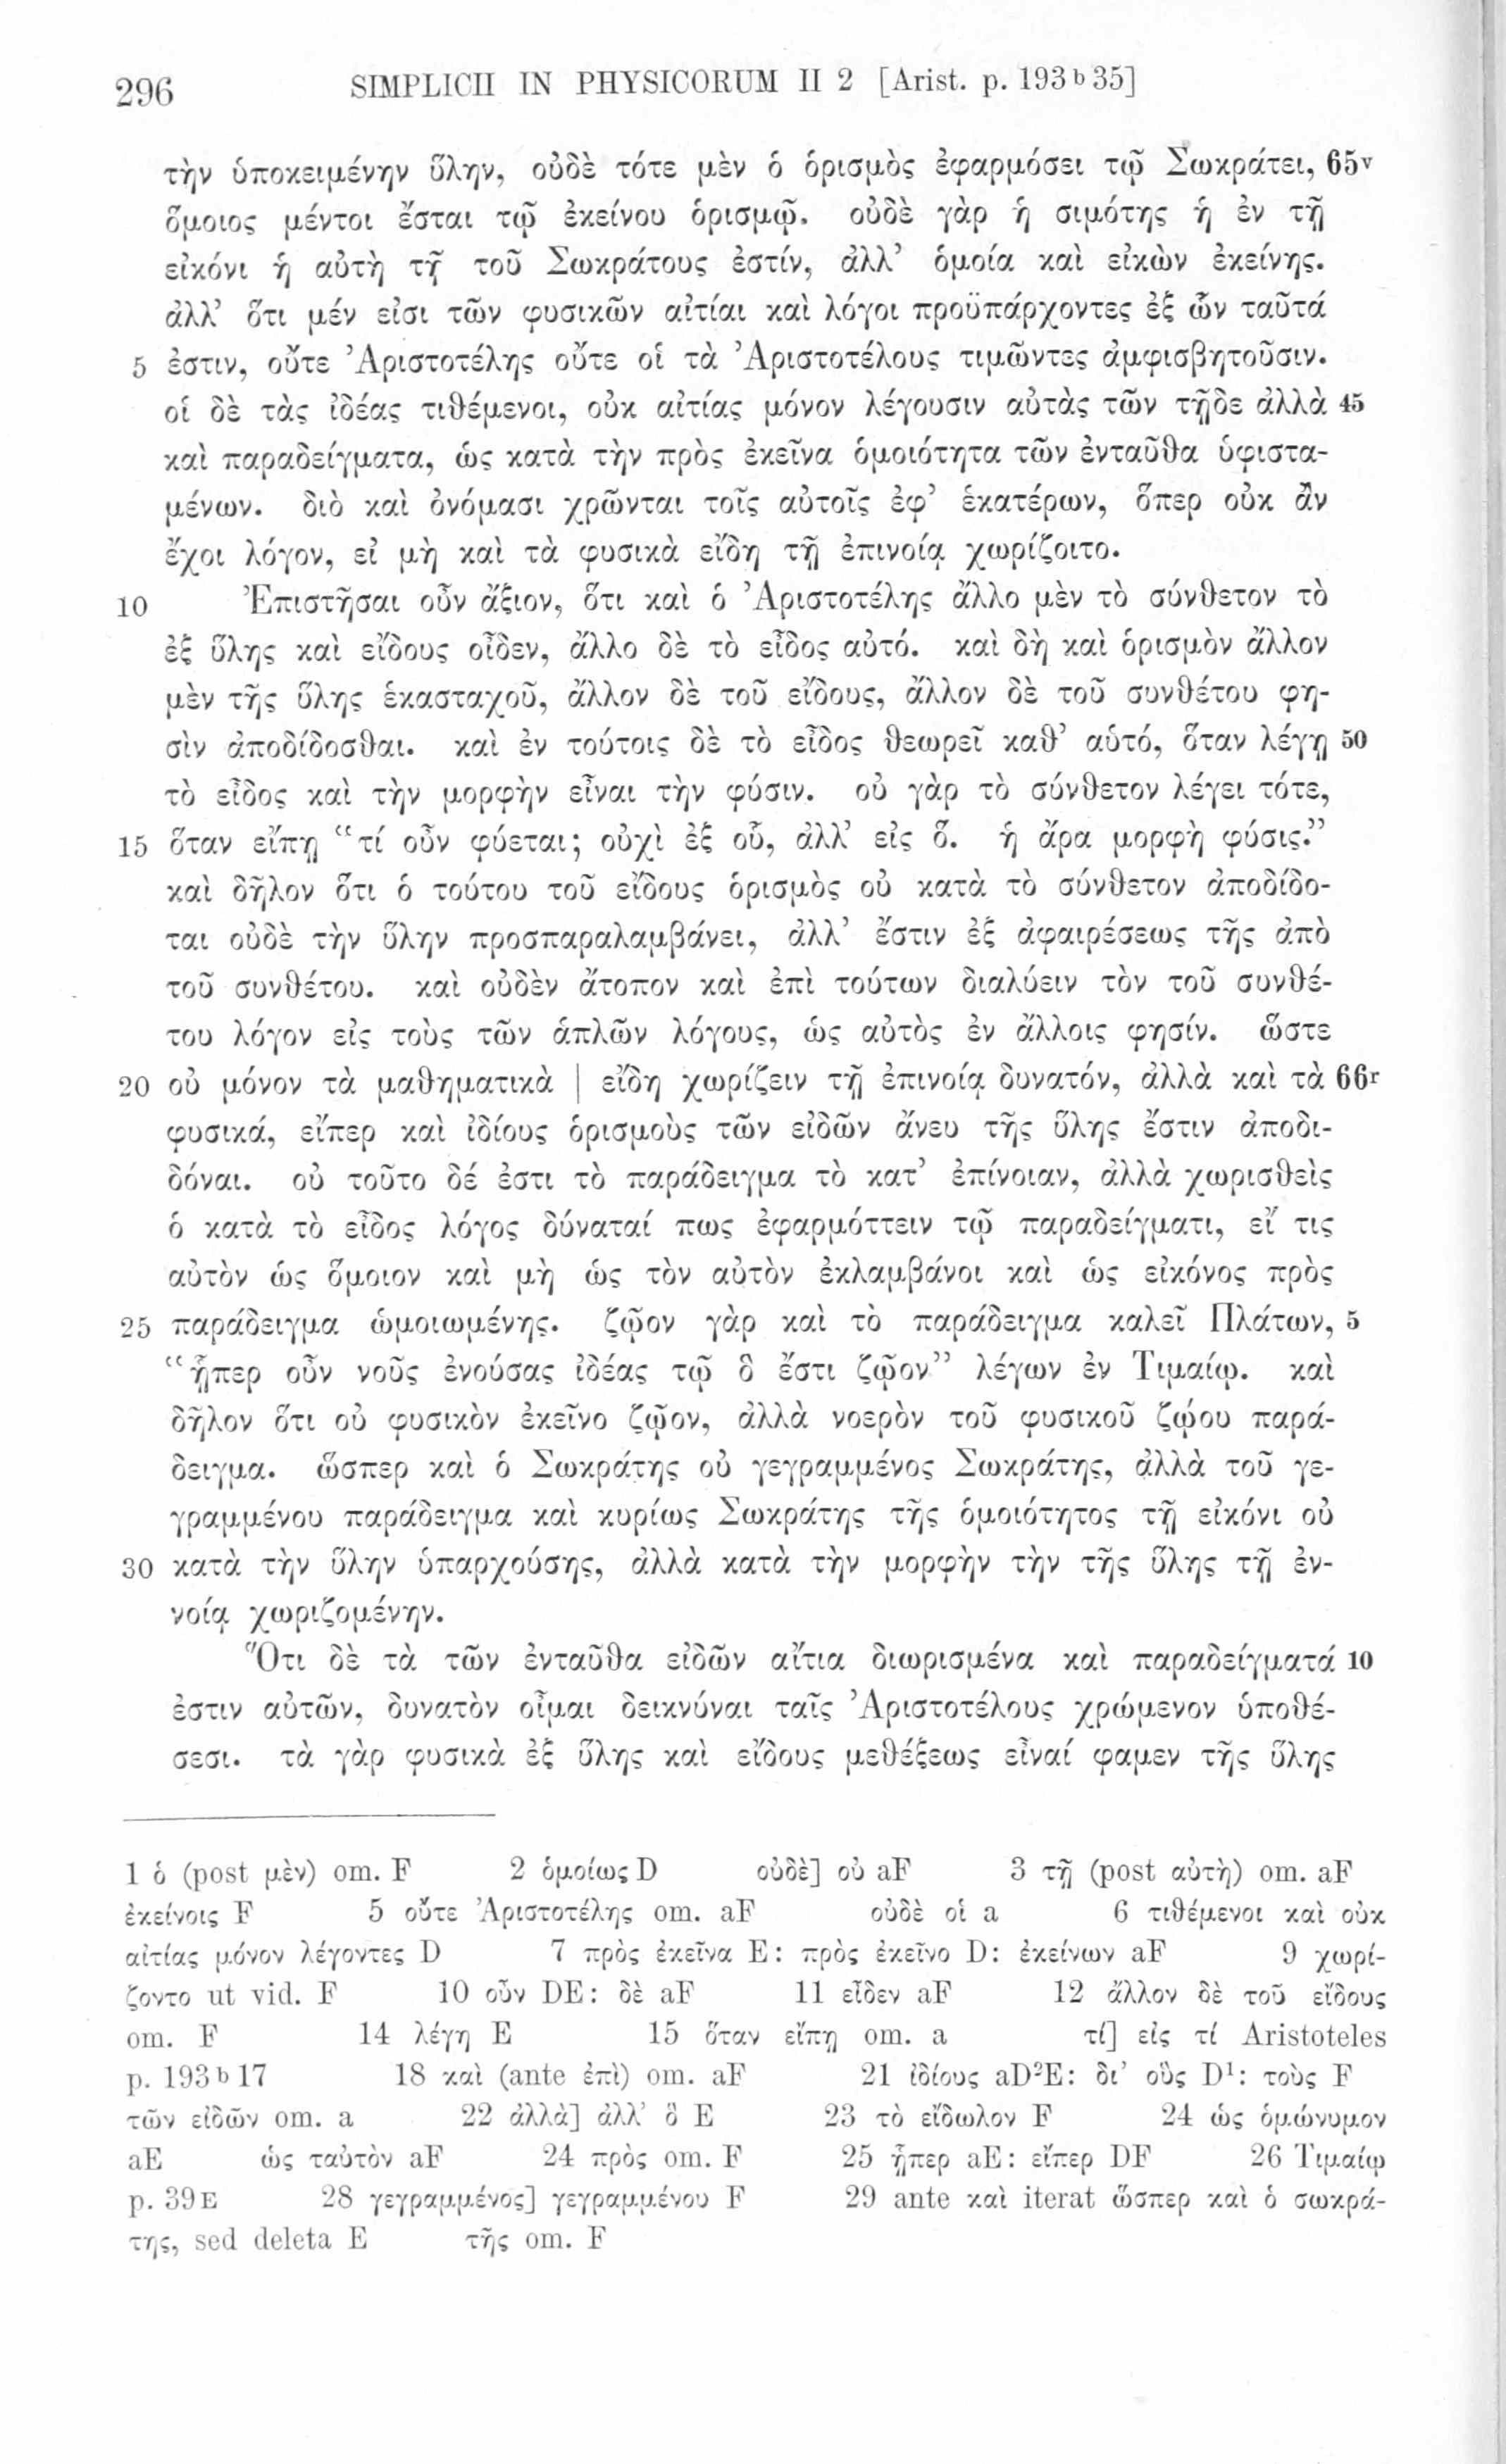 296 SIMPLICII IN PHYSICORUM II 2 [Arist. p. 193 b 35]
τὴν ὑποκειμένην ὕλην, οὐδὲ τότε μὲν ὁ ὁρισμὸς ἐφαρμόσει τῷ Σωκράτει, 65v
ὅμοιος μέντοι ἔσται τῷ ἐκείνου ὁρισμῷ. οὐδὲ γὰρ ἡ σιμότης ἡ ἐν τῇ
εἰκόνι ἡ αὐτὴ τῇ τοῦ Σωκράτους ἐστίν, ἀλλ’ ὁμοία καὶ εἰκὼν ἐκείνης.
ἀλλ’ ὅτι μέν εἰσι τῶν φυσικῶν αἰτίαι καὶ λόγοι προϋπάρχοντες ἐξ ὧν ταῦτά
5 ἐστιν, οὔτε Ἀριστοτέλης οὔτε οἱ τὰ Ἀριστοτέλους τιμῶντες ἀμφισβητοῦσιν.
οἱ δὲ τὰς ἰδέας τιθέμενοι, οὐκ αἰτίας μόνον λέγουσιν αὐτὰς τῶν τῇδε ἀλλὰ 45
καὶ παραδείγματα, ὡς κατὰ τὴν πρὸς ἐκεῖνα ὁμοιότητα τῶν ἐνταῦθα ὑφιστα-
μένων. διὸ καὶ ὀνόμασι χρῶνται τοῖς αὐτοῖς ἐφ’ ἑκατέρων, ὅπερ οὐκ ἂν
ἔχοι λόγον, εἰ μὴ καὶ τὰ φυσικὰ εἴδη τῇ ἐπινοίᾳ χωρίζοιτο.
10 Ἐπιστῆσαι οὖν ἄξιον, ὅτι καὶ ὁ Ἀριστοτέλης ἄλλο μὲν τὸ σύνθετον τὸ
ἐξ ὕλης καὶ εἴδους οἶδεν, ἄλλο δὲ τὸ εἶδος αὐτό. καὶ δὴ καὶ ὁρισμὸν ἄλλον
μὲν τῆς ὕλης ἑκασταχοῦ, ἄλλον δὲ τοῦ εἴδους, ἄλλον δὲ τοῦ συνθέτου φη-
σὶν ἀποδίδοσθαι. καὶ ἐν τούτοις δὲ τὸ εἶδος θεωρεῖ καθ’ αὑτό, ὅταν λέγῃ 50
τὸ εἶδος καὶ τὴν μορφὴν εἶναι τὴν φύσιν. οὐ γὰρ τὸ σύνθετον λέγει τότε,
15 ὅταν εἴπῃ “τί οὖν φύεται; οὐχὶ ἐξ οὗ, ἀλλ’ εἰς ὅ. ἡ ἄρα μορφὴ φύσις.”
καὶ δῆλον ὅτι ὁ τούτου τοῦ εἴδους ὁρισμὸς οὐ κατὰ τὸ σύνθετον ἀποδίδο-
ται οὐδὲ τὴν ὕλην προσπαραλαμβάνει, ἀλλ’ ἔστιν ἐξ ἀφαιρέσεως τῆς ἀπὸ
τοῦ συνθέτου. καὶ οὐδὲν ἄτοπον καὶ ἐπὶ τούτων διαλύειν τὸν τοῦ συνθέ-
του λόγον εἰς τοὺς τῶν ἁπλῶν λόγους, ὡς αὐτὸς ἐν ἄλλοις φησίν. ὥστε
20 οὐ μόνον τὰ μαθηματικὰ | εἴδη χωρίζειν τῇ ἐπινοίᾳ δυνατόν, ἀλλὰ καὶ τὰ 66r
φυσικά, εἴπερ καὶ ἰδίους ὁρισμοὺς τῶν εἰδῶν ἄνευ τῆς ὕλης ἔστιν ἀποδι-
δόναι. οὐ τοῦτο δέ ἐστι τὸ παράδειγμα τὸ κατ’ ἐπίνοιαν, ἀλλὰ χωρισθεὶς
ὁ κατὰ τὸ εἶδος λόγος δύναταί πως ἐφαρμόττειν τῷ παραδείγματι, εἴ τις
αὐτὸν ὡς ὅμοιον καὶ μὴ ὡς τὸν αὐτὸν ἐκλαμβάνοι καὶ ὡς εἰκόνος πρὸς
25 παράδειγμα ὡμοιωμένης. ζῷον γὰρ καὶ τὸ παράδειγμα καλεῖ Πλάτων, 5
“ᾗπερ οὖν νοῦς ἐνούσας ἰδέας τῷ ὃ ἔστι ζῷον” λέγων ἐν Τιμαίῳ. καὶ
δῆλον ὅτι οὐ φυσικὸν ἐκεῖνο ζῷον, ἀλλὰ νοερὸν τοῦ φυσικοῦ ζῴου παρά-
δειγμα. ὥσπερ καὶ ὁ Σωκράτης οὐ γεγραμμένος Σωκράτης, ἀλλὰ τοῦ γε-
γραμμένου παράδειγμα καὶ κυρίως Σωκράτης τῆς ὁμοιότητος τῇ εἰκόνι οὐ
30 κατὰ τὴν ὕλην ὑπαρχούσης, ἀλλὰ κατὰ τὴν μορφὴν τὴν τῆς ὕλης τῇ ἐν-
νοίᾳ χωριζομένην.
Ὅτι δὲ τὰ τῶν ἐνταῦθα εἰδῶν αἴτια διωρισμένα καὶ παραδείγματά 10
ἐστιν αὐτῶν, δυνατὸν οἶμαι δεικνύναι ταῖς Ἀριστοτέλους χρώμενον ὑποθέ-
σεσι. τὰ γὰρ φυσικὰ ἐξ ὕλης καὶ εἴδους μεθέξεως εἶναί φαμεν τῆς ὕλης
1 ὁ (post μὲν) om. F 2 ὁμοίως D οὐδὲ] οὐ aF 3 τῇ (post αὐτὴ) om. aF
ἐκείνοις F 5 οὔτε Ἀριστοτέλης om. aF οὐδὲ οἱ a 6 τιθέμενοι καὶ οὐκ
αἰτίας μόνον λέγοντες D 7 πρὸς ἐκεῖνα E: πρὸς ἐκεῖνο D: ἐκείνων aF 9 χωρί-
ζοντο ut vid. F 10 οὖν DE: δὲ aF 11 εἶδεν aF 12 ἄλλον δὲ τοῦ εἴδους
om. F 14 λέγῃ E 15 ὅταν εἴπῃ om. a τί] εἰς τί Aristoteles
p. 193 b 17 18 καὶ (ante ἐπὶ) om. aF 21 ἰδίους aD²E: δι’ οὓς D¹: τοὺς F
τῶν εἰδῶν om. a 22 ἀλλὰ] ἀλλ’ ὃ E 23 τὸ εἴδωλον F 24 ὡς ὁμώνυμον
aE ὡς ταὐτὸν aF 24 πρὸς om. F 25 ᾗπερ aE: εἴπερ DF 26 Τιμαίῳ
p. 39E 28 γεγραμμένος] γεγραμμένου F 29 ante καὶ iterat ὥσπερ καὶ ὁ σωκρά-
της, sed deleta E τῆς om. F